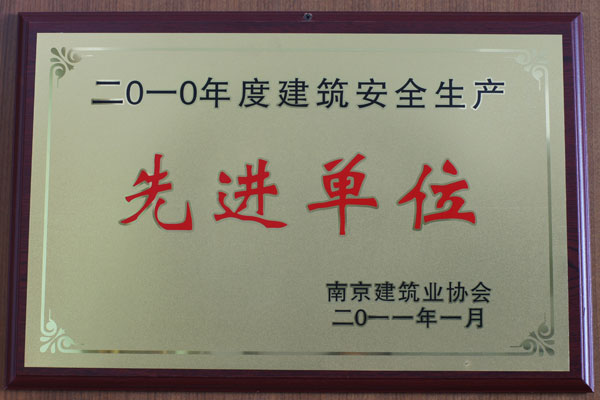 二0一0年度建筑安全生产
先进单位
南京建筑业协会
二0一一年一月